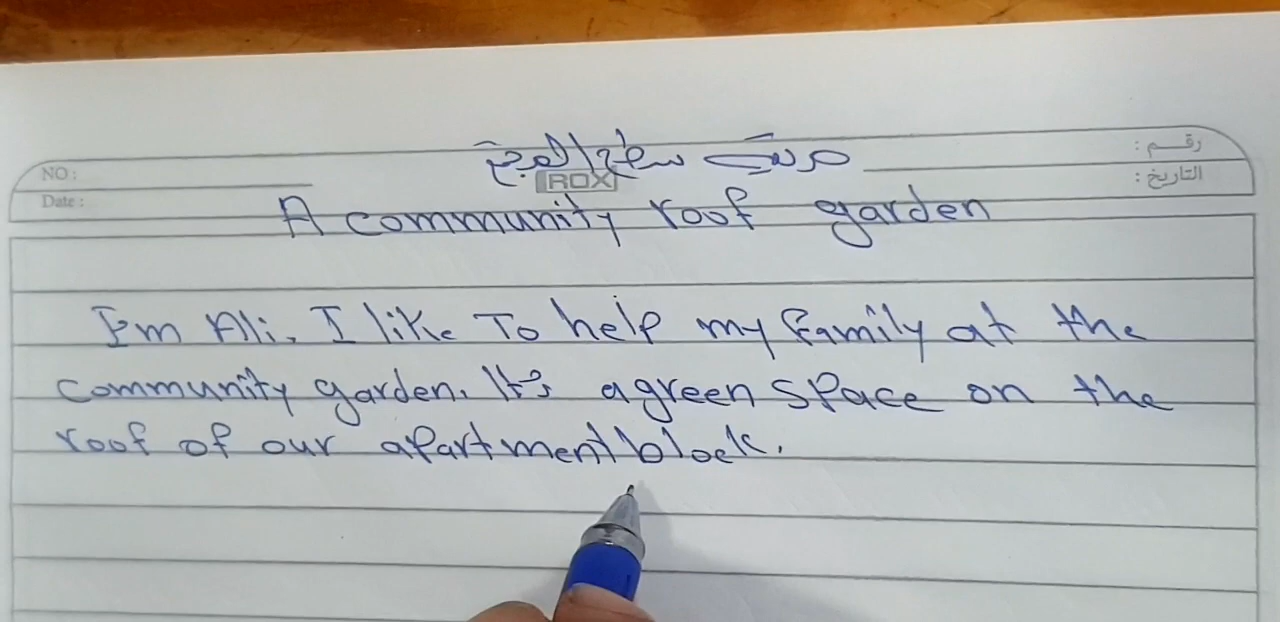 حديقة سطح المجتمع
رقم :
NO :
ROX
التاريخ :
Date :
A community roof garden
I'm Ali. I like To help my family at the
community garden. It's a green space on the
roof of our apartment block.